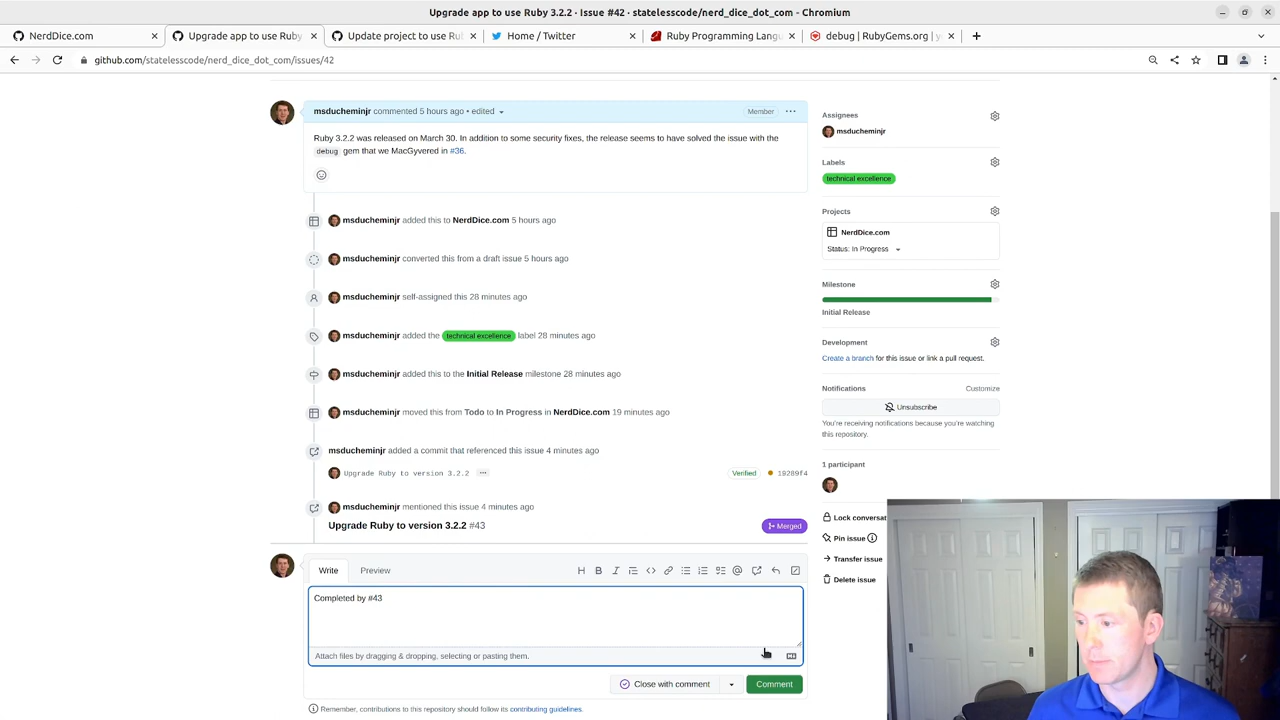 Upgrade app to use Ruby 3.2.2 · Issue #42 · statelesscode/nerd_dice_dot_com - Chromium
NerdDice.com
Upgrade app to use Ruby
Update project to use Rub
Home / Twitter
Ruby Programming Langu
debug | RubyGems.org | y
github.com/statelesscode/nerd_dice_dot_com/issues/42
msducheminjr commented 5 hours ago • edited
Member
Ruby 3.2.2 was released on March 30. In addition to some security fixes, the release seems to have solved the issue with the
debug gem that we MacGyvered in #36.
msducheminjr added this to NerdDice.com 5 hours ago
msducheminjr converted this from a draft issue 5 hours ago
msducheminjr self-assigned this 28 minutes ago
msducheminjr added the technical excellence label 28 minutes ago
msducheminjr added this to the Initial Release milestone 28 minutes ago
msducheminjr moved this from Todo to In Progress in NerdDice.com 19 minutes ago
msducheminjr added a commit that referenced this issue 4 minutes ago
Upgrade Ruby to version 3.2.2
Verified
19289f4
msducheminjr mentioned this issue 4 minutes ago
Upgrade Ruby to version 3.2.2 #43
Merged
Write
Preview
Completed by #43
Attach files by dragging & dropping, selecting or pasting them.
Close with comment
Comment
Remember, contributions to this repository should follow its contributing guidelines.
Assignees
msducheminjr
Labels
technical excellence
Projects
NerdDice.com
Status: In Progress
Milestone
Initial Release
Development
Create a branch for this issue or link a pull request.
Notifications
Customize
Unsubscribe
You're receiving notifications because you're watching
this repository.
1 participant
Lock conversat
Pin issue
Transfer issue
Delete issue